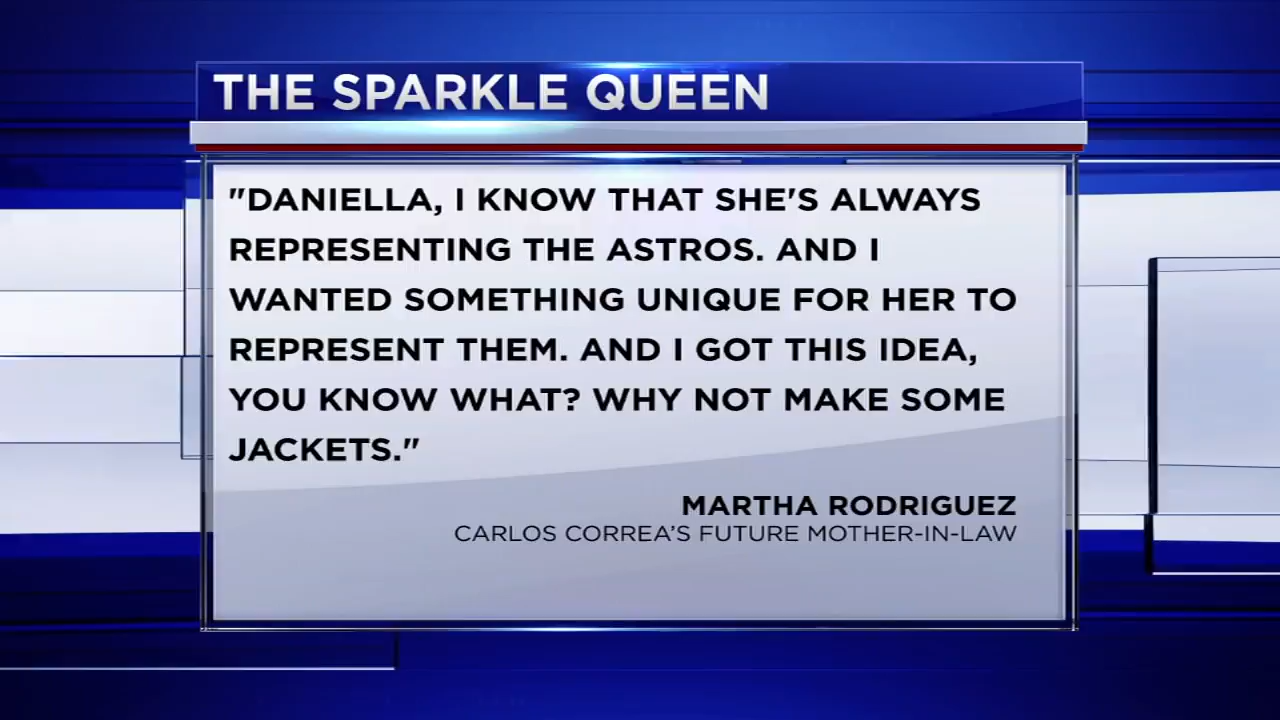 THE SPARKLE QUEEN
"DANIELLA, I KNOW THAT SHE'S ALWAYS
REPRESENTING THE ASTROS. AND I
WANTED SOMETHING UNIQUE FOR HER TO
REPRESENT THEM. AND I GOT THIS IDEA,
YOU KNOW WHAT? WHY NOT MAKE SOME
JACKETS."
MARTHA RODRIGUEZ
CARLOS CORREA'S FUTURE MOTHER-IN-LAW